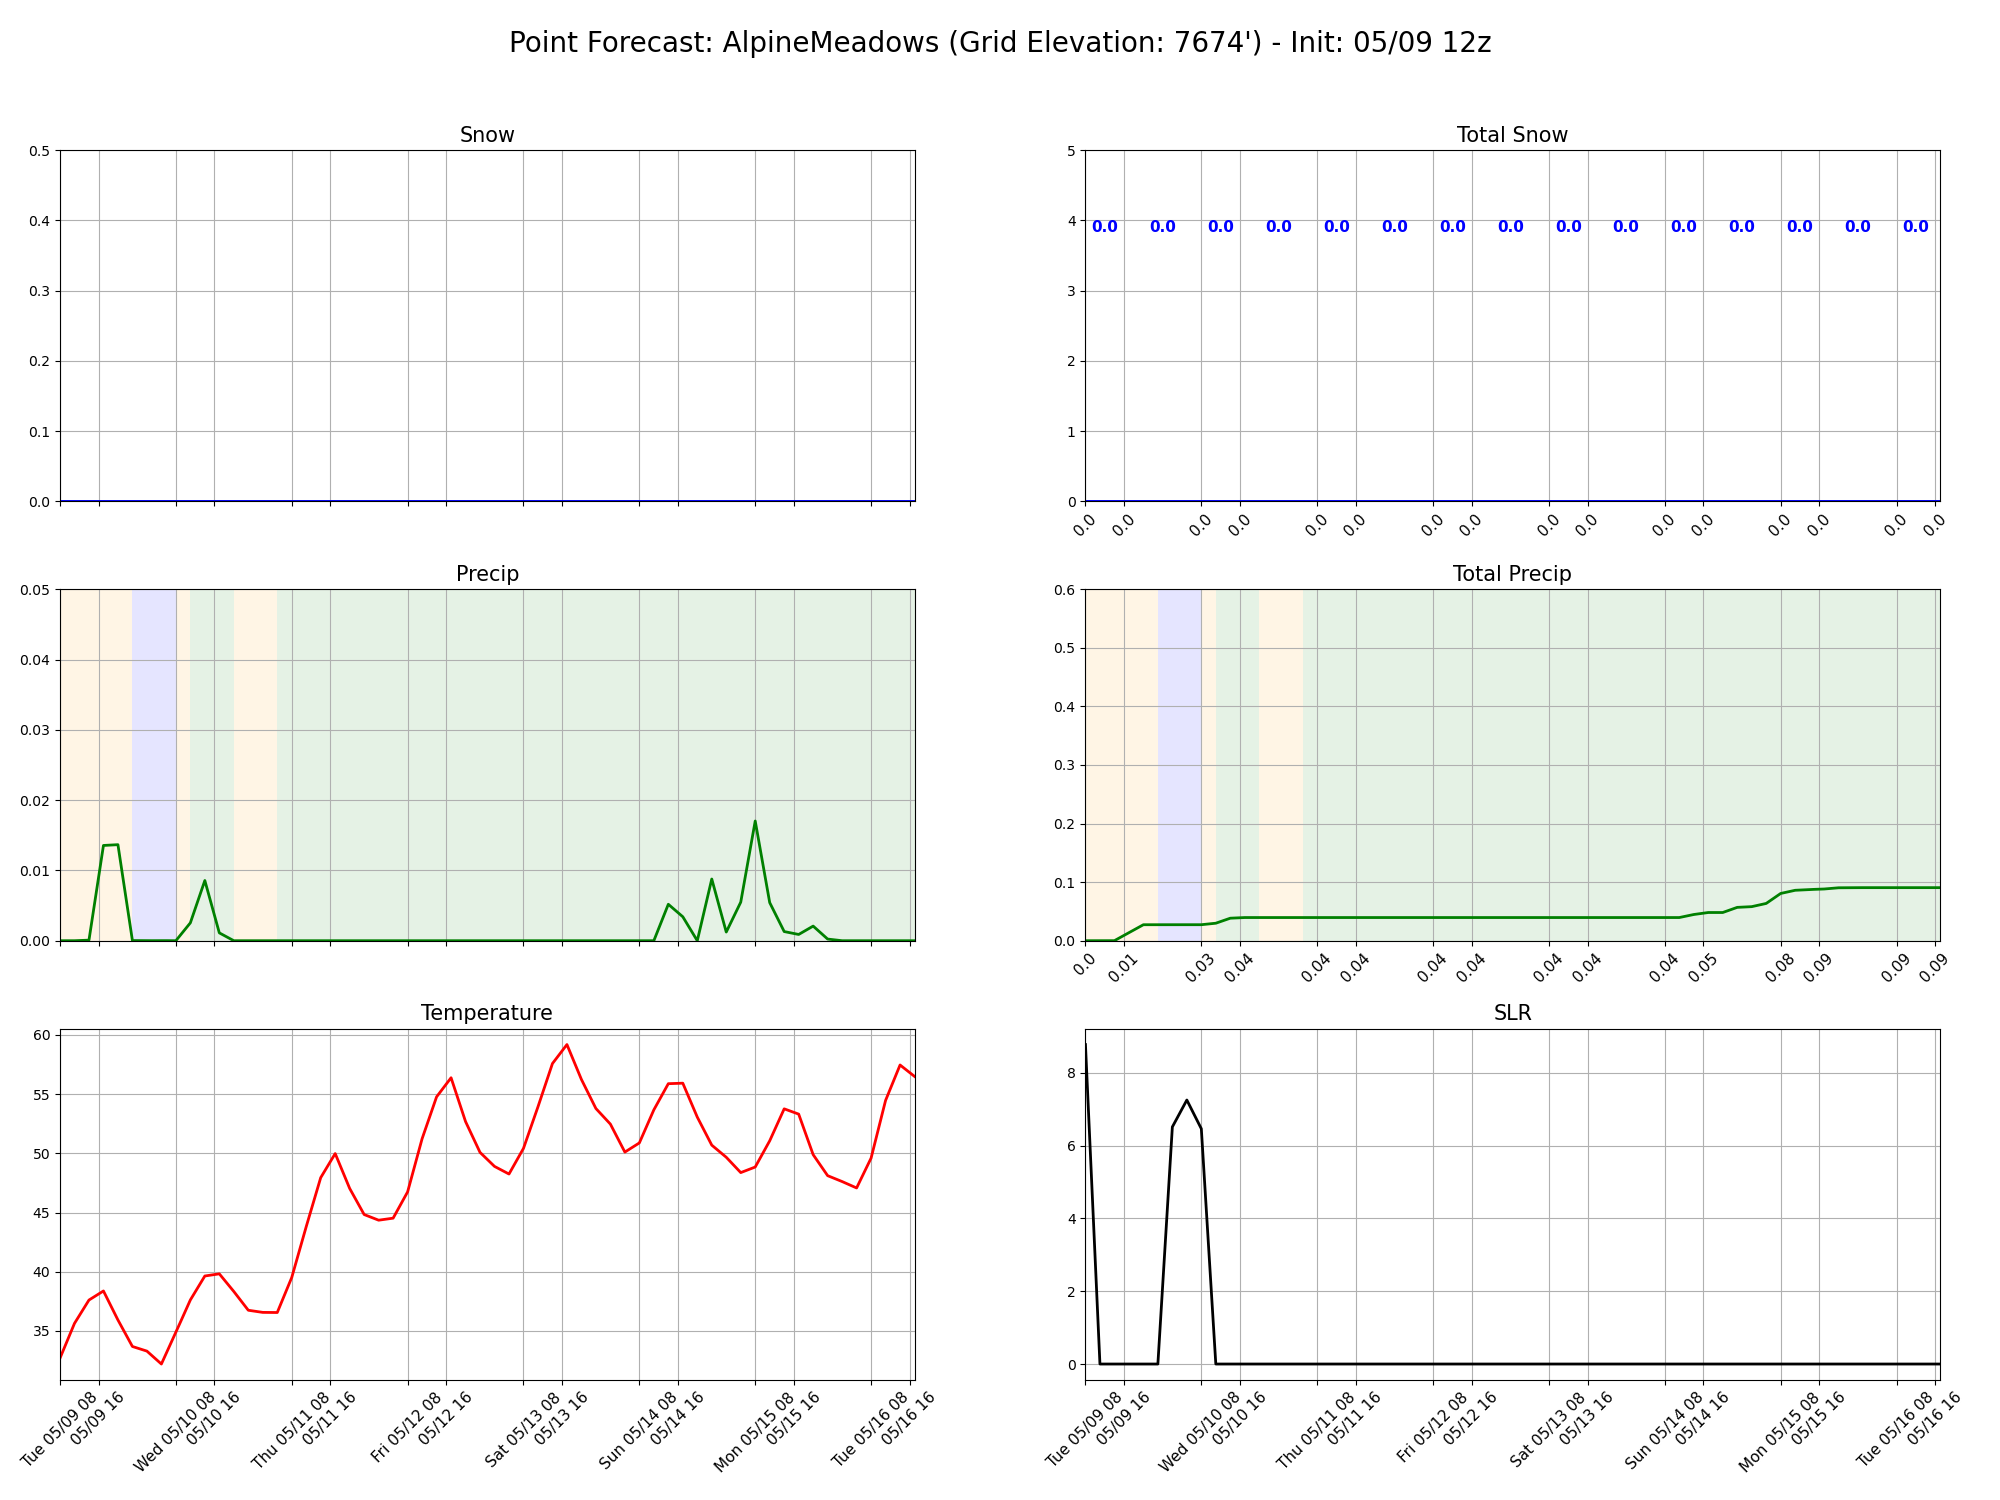 Point Forecast: AlpineMeadows (Grid Elevation: 7674') - Init: 05/09 12z
Snow
0.5
0.4
0.3
0.2
0.1
0.0
Total Snow
5
4
3
2
1
0
0.0 0.0 0.0 0.0 0.0 0.0 0.0 0.0 0.0 0.0 0.0 0.0 0.0 0.0 0.0
0.0 0.0 0.0 0.0 0.0 0.0 0.0 0.0 0.0 0.0 0.0 0.0 0.0 0.0 0.0 0.0
Precip
0.05
0.04
0.03
0.02
0.01
0.00
Total Precip
0.6
0.5
0.4
0.3
0.2
0.1
0.0
0.0 0.01 0.03 0.04 0.04 0.04 0.04 0.04 0.04 0.04 0.04 0.05 0.08 0.09 0.09 0.09
Temperature
60
55
50
45
40
35
Tue 05/09 08
05/09 16
Wed 05/10 08
05/10 16
Thu 05/11 08
05/11 16
Fri 05/12 08
05/12 16
Sat 05/13 08
05/13 16
Sun 05/14 08
05/14 16
Mon 05/15 08
05/15 16
Tue 05/16 08
05/16 16
SLR
8
6
4
2
0
Tue 05/09 08
05/09 16
Wed 05/10 08
05/10 16
Thu 05/11 08
05/11 16
Fri 05/12 08
05/12 16
Sat 05/13 08
05/13 16
Sun 05/14 08
05/14 16
Mon 05/15 08
05/15 16
Tue 05/16 08
05/16 16